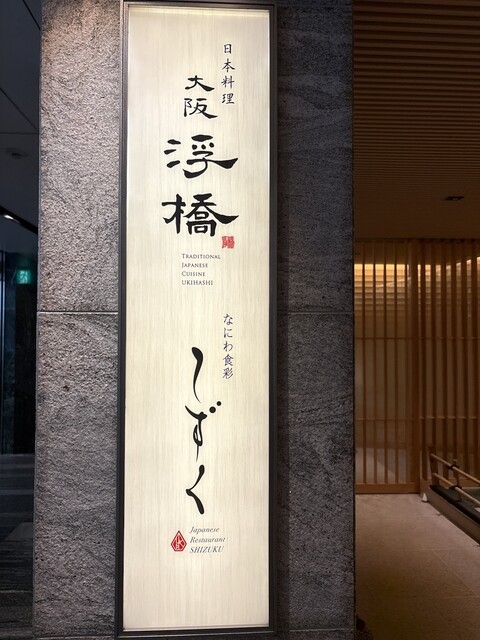 日本料理
大阪
浮橋
TRADITIONAL
JAPANESE
CUISINE
UKIHASHI
なにわ食彩
しずく
Japanese
Restaurant
SHIZUKU